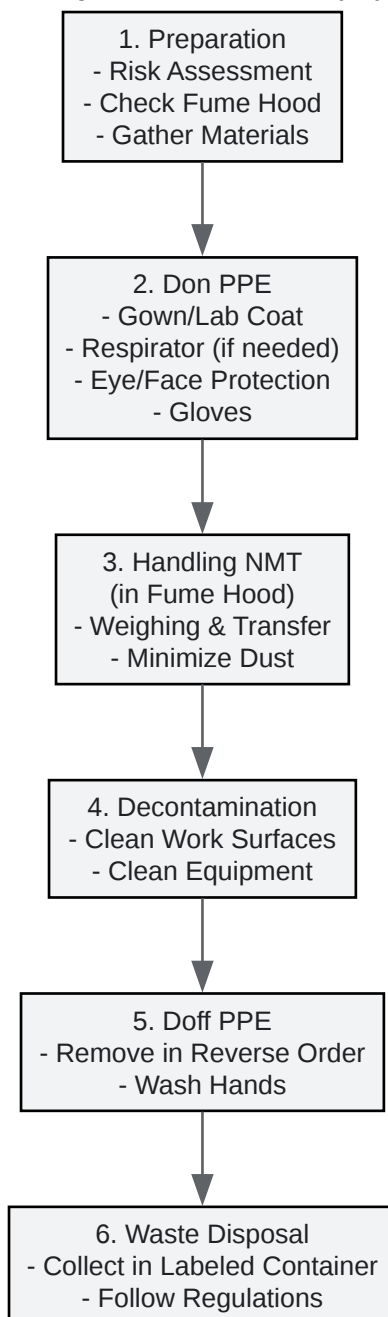 1. Preparation
- Risk Assessment
- Check Fume Hood
- Gather Materials
2. Don PPE
- Gown/Lab Coat
- Respirator (if needed)
- Eye/Face Protection
- Gloves
3. Handling NMT
(in Fume Hood)
- Weighing & Transfer
- Minimize Dust
4. Decontamination
- Clean Work Surfaces
- Clean Equipment
5. Doff PPE
- Remove in Reverse Order
- Wash Hands
6. Waste Disposal
- Collect in Labeled Container
- Follow Regulations